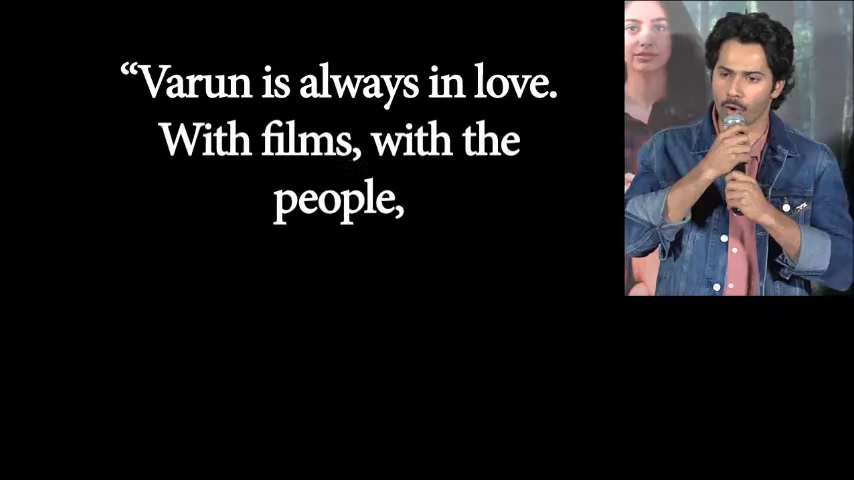 “Varun is always in love.
With films, with the
people,